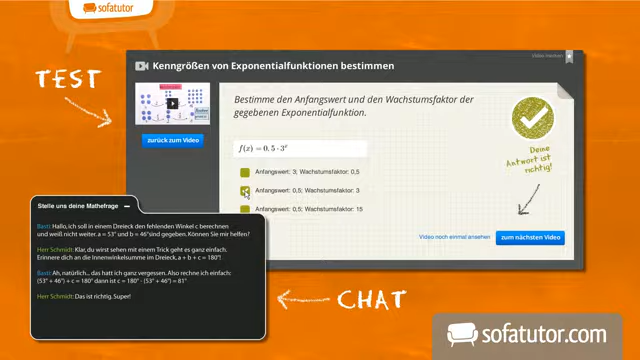 sofatutor
TEST
Video merken
Kenngrößen von Exponentialfunktionen bestimmen
Bestimme den Anfangswert und den Wachstumsfaktor der
gegebenen Exponentialfunktion.
f(x) = 0,5 · 3^x
zurück zum Video
Anfangswert: 3; Wachstumsfaktor: 0,5
Anfangswert: 0,5; Wachstumsfaktor: 3
Anfangswert: 0,5; Wachstumsfaktor: 15
Deine
Antwort ist
richtig!
Video noch einmal ansehen
zum nächsten Video
Stelle uns deine Mathefrage
Basti: Hallo, ich soll in einem Dreieck den fehlenden Winkel c berechnen
und weiß nicht weiter. a = 53° und b = 46° sind gegeben. Können Sie mir helfen?
Herr Schmidt: Klar, du wirst sehen mit einem Trick geht es ganz einfach.
Erinnere dich an die Innenwinkelsumme im Dreieck, a + b + c = 180°!
Basti: Ah, natürlich... das hatt ich ganz vergessen. Also rechne ich einfach:
(53° + 46°) + c = 180° dann ist c = 180° - (53° + 46°) = 81°
Herr Schmidt: Das ist richtig. Super!
CHAT
sofatutor.com